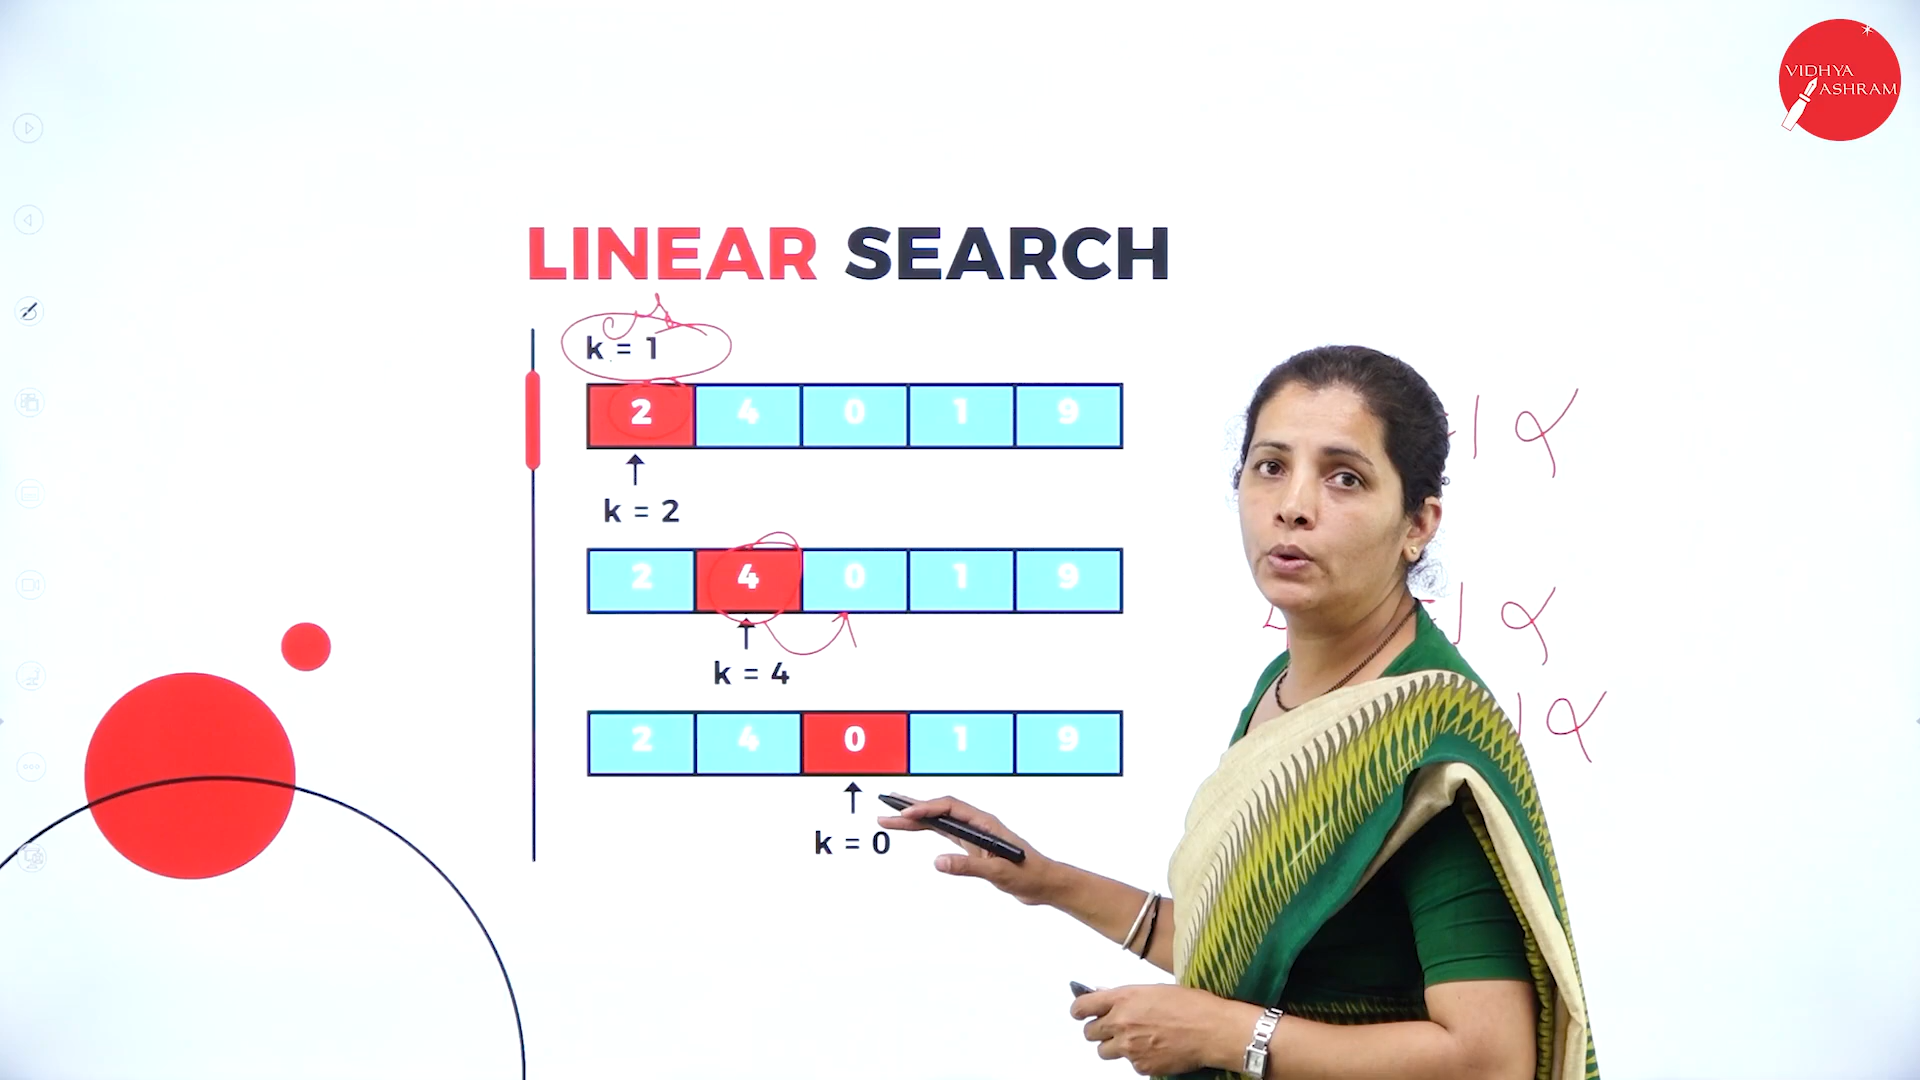 VIDHYA
ASHRAM
LINEAR SEARCH
k = 1
2 4 0 1 9
k = 2
2 4 0 1 9
k = 4
2 4 0 1 9
k = 0